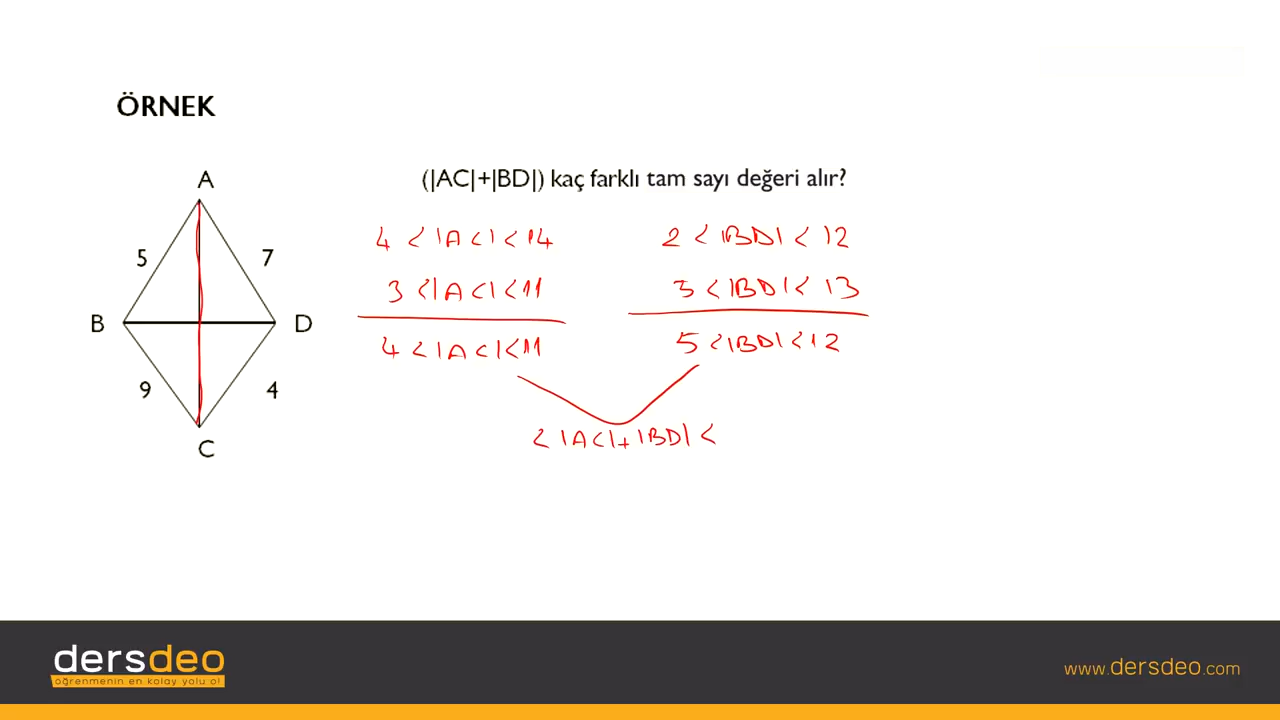 ÖRNEK
A
(|AC|+|BD|) kaç farklı tam sayı değeri alır?
4 < |AC| < 14
2 < |BD| < 12
5
7
3 < |AC| < 11
5 < |BD| < 13
B
D
4 < |AC| < 11
5 < |BD| < 12
9
4
C
< |AC|+|BD| <
dersdeo
öğrenmenin en kolay yolu o!
www.dersdeo.com